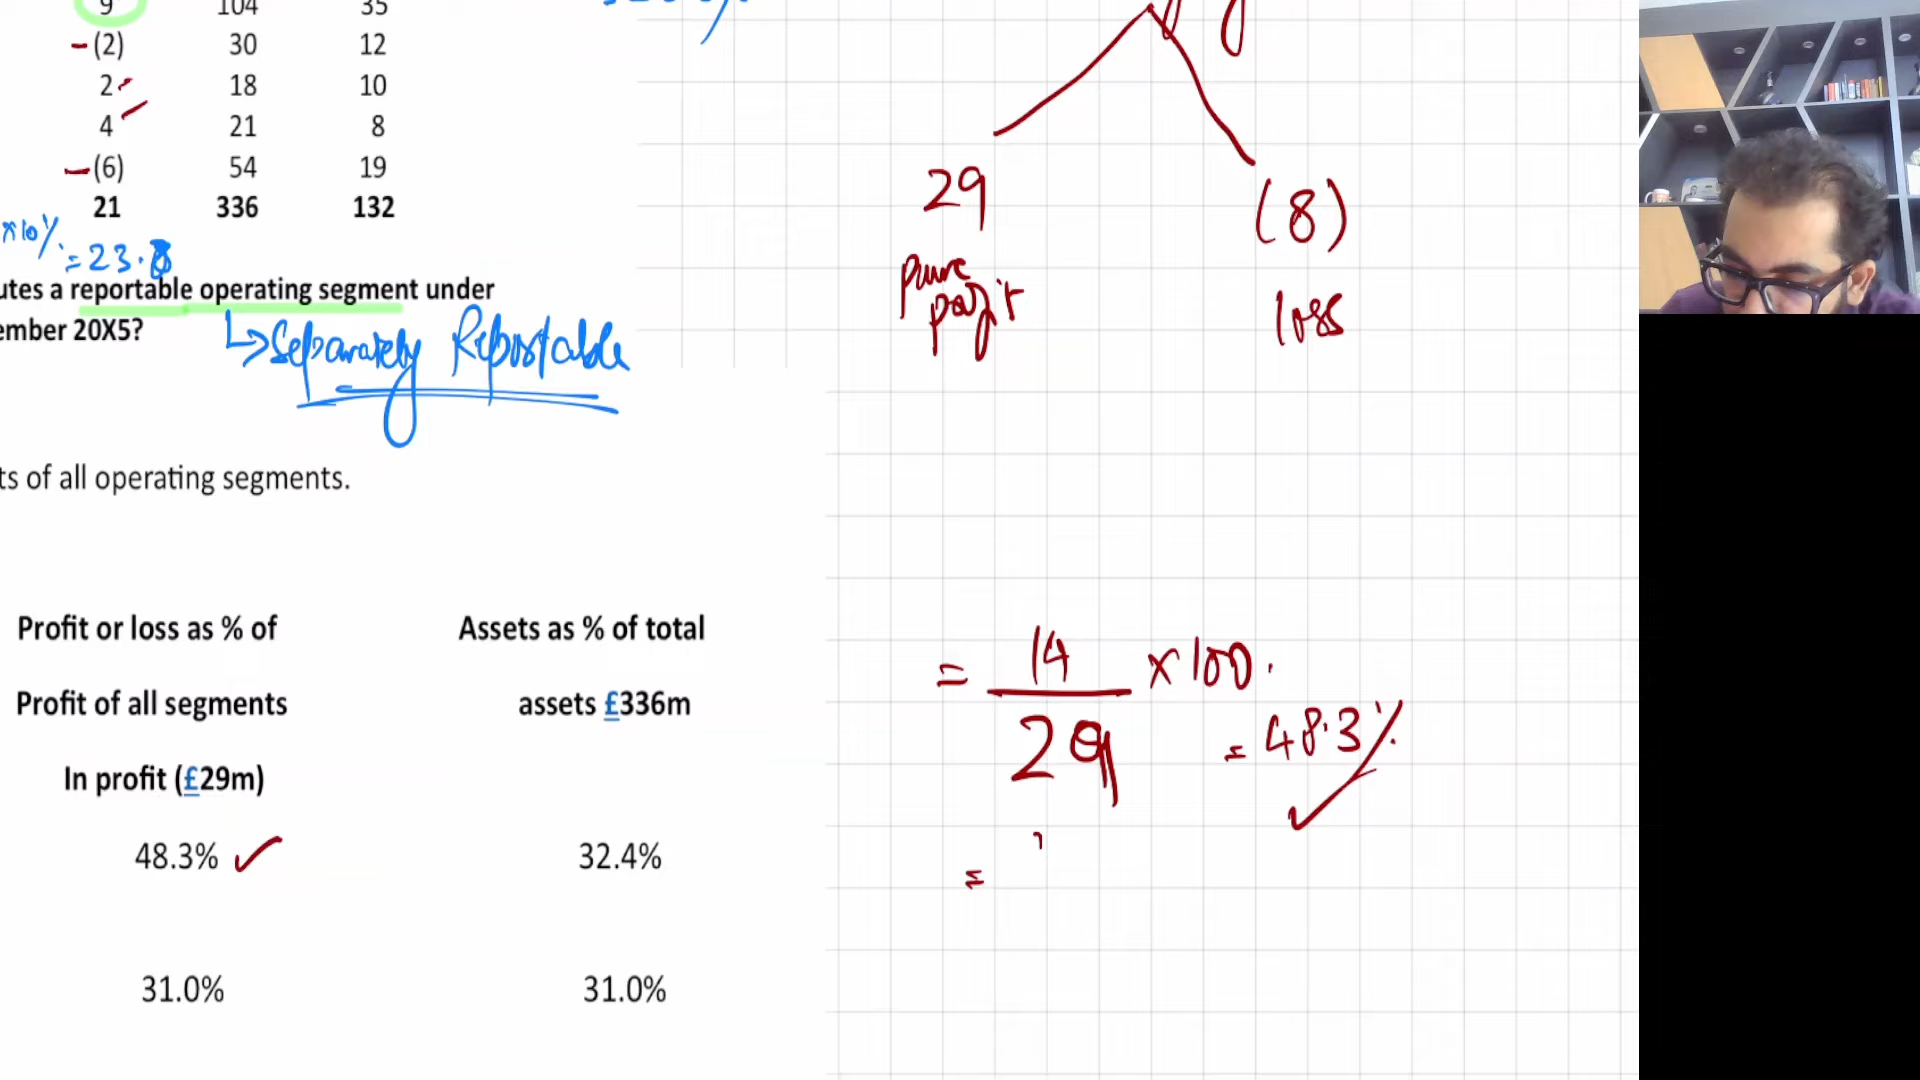 9 104 35
(2) 30 12
2 18 10
4 21 8
(6) 54 19
21 336 132
x10%
= 23.8
utes a reportable operating segment under
ember 20X5?
Separately Reportable
ts of all operating segments.
Profit or loss as % of
Profit of all segments
In profit (£29m)
48.3%
31.0%
Assets as % of total
assets £336m
32.4%
31.0%
29
pure
profit
(8)
loss
= 14 x 100.
29
= 48.3%
=